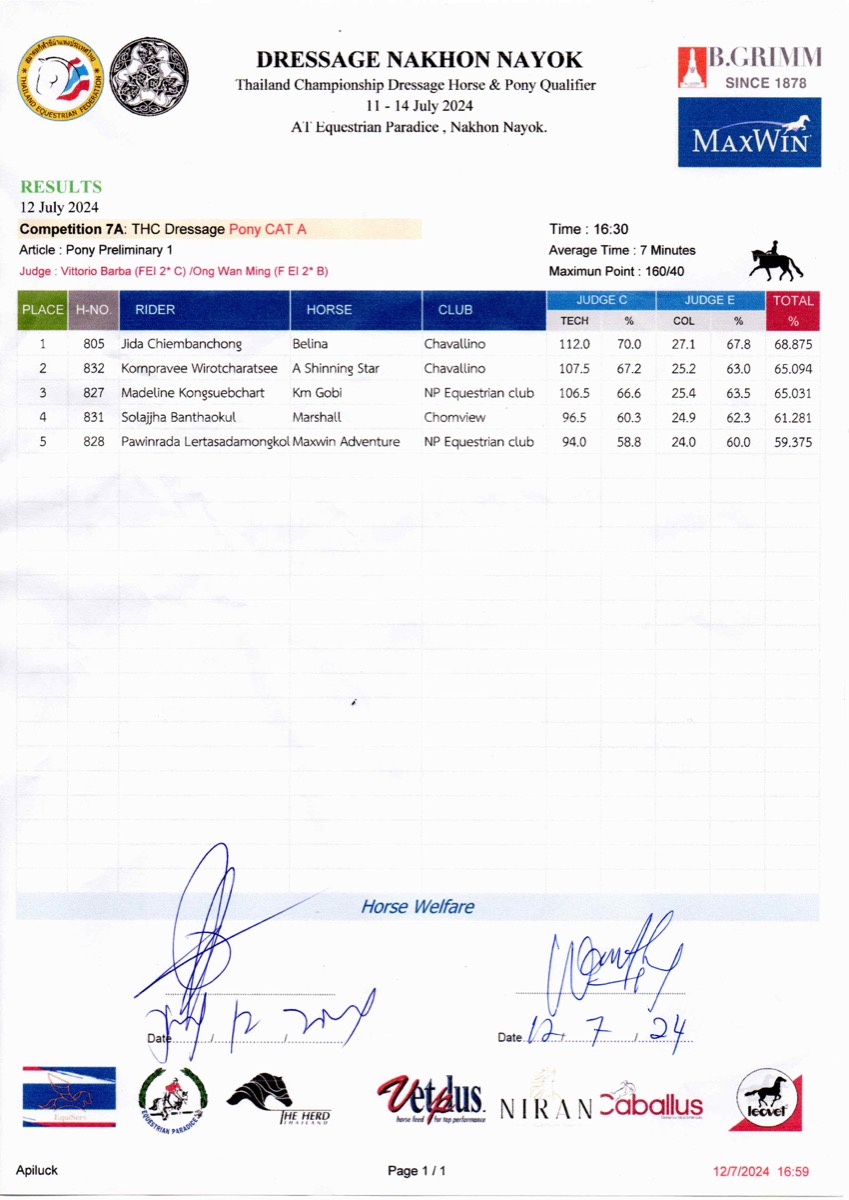 DRESSAGE NAKHON NAYOK
Thailand Championship Dressage Horse & Pony Qualifier
11 - 14 July 2024
AT Equestrian Paradice , Nakhon Nayok.
THAILAND EQUESTRIAN FEDERATION
B.GRIMM
SINCE 1878
MAXWIN
RESULTS
12 July 2024
Competition 7A: THC Dressage Pony CAT A
Time : 16:30
Article : Pony Preliminary 1
Average Time : 7 Minutes
Judge : Vittorio Barba (FEI 2* C) /Ong Wan Ming (F EI 2* B)
Maximun Point : 160/40
PLACE H-NO. RIDER HORSE CLUB JUDGE C JUDGE E TOTAL
TECH % COL % %
1 805 Jida Chiembanchong Belina Chavallino 112.0 70.0 27.1 67.8 68.875
2 832 Kornpravee Wirotcharatsee A Shinning Star Chavallino 107.5 67.2 25.2 63.0 65.094
3 827 Madeline Kongsuebchart Km Gobi NP Equestrian club 106.5 66.6 25.4 63.5 65.031
4 831 Solajjha Banthaokul Marshall Chomview 96.5 60.3 24.9 62.3 61.281
5 828 Pawinrada Lertasadamongkol Maxwin Adventure NP Equestrian club 94.0 58.8 24.0 60.0 59.375
Horse Welfare
Date
Date 12. 7 . 24
EquiServ
EQUESTRIAN PARADICE
THE HERD
THAILAND
Vetplus.
horse feed for top performance
NIRAN
Caballus
leovet
Apiluck
Page 1 / 1
12/7/2024 16:59